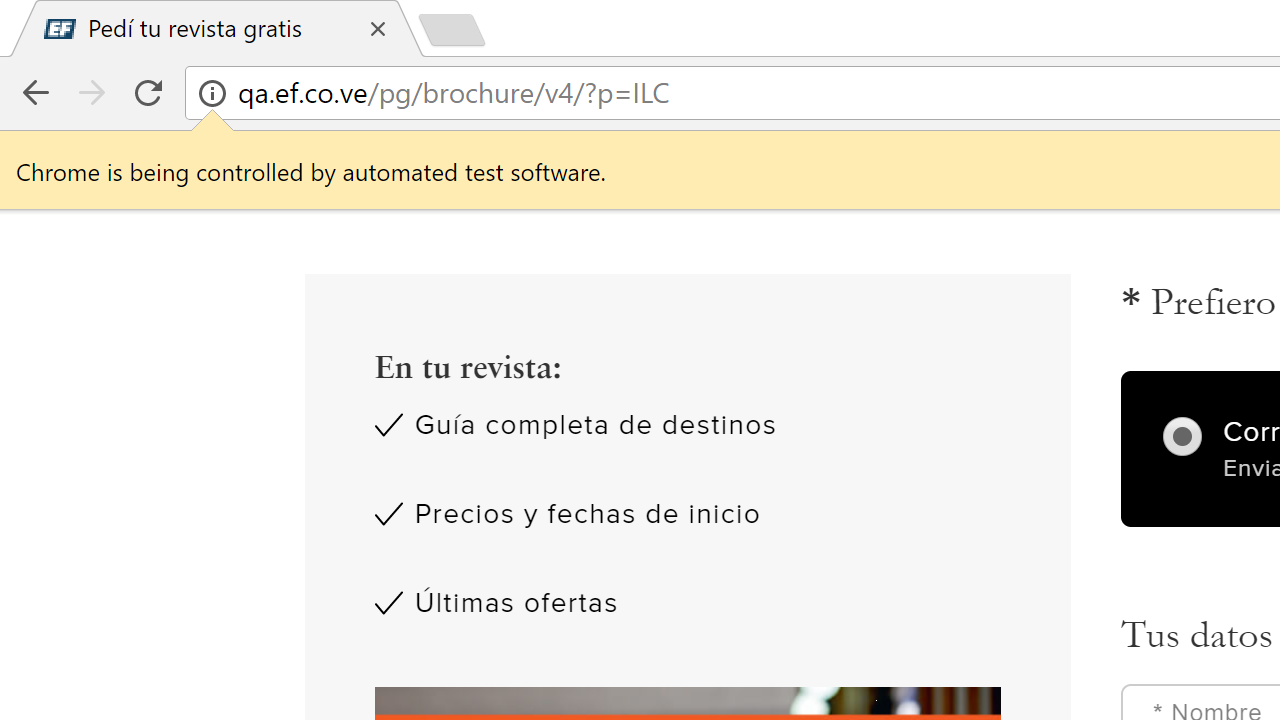 EF Pedí tu revista gratis
qa.ef.co.ve/pg/brochure/v4/?p=ILC
Chrome is being controlled by automated test software.
En tu revista:
Guía completa de destinos
Precios y fechas de inicio
Últimas ofertas
* Prefiero
Corr
Envia
Tus datos
* Nombre